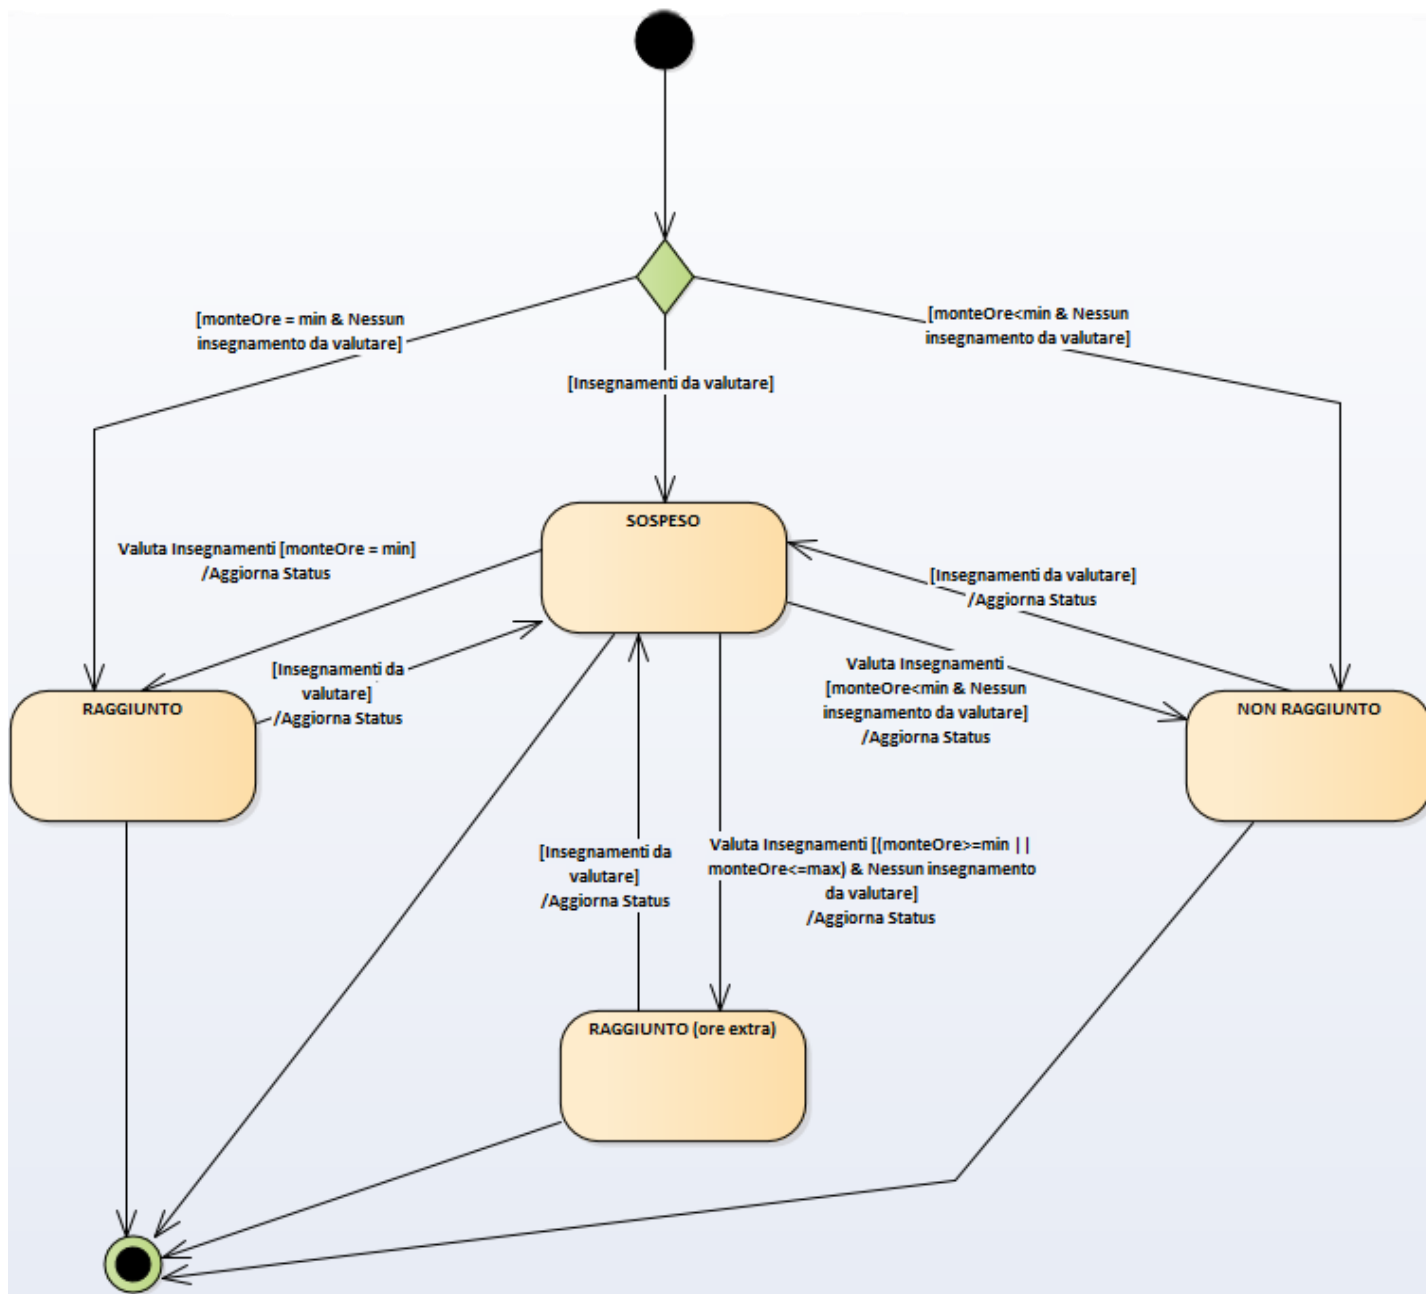 [monteOre = min & Nessun
insegnamento da valutare]
[monteOre<min & Nessun
insegnamento da valutare]
[Insegnamenti da valutare]
SOSPESO
Valuta Insegnamenti [monteOre = min]
/Aggiorna Status
[Insegnamenti da valutare]
/Aggiorna Status
[Insegnamenti da
valutare]
/Aggiorna Status
Valuta Insegnamenti
[monteOre<min & Nessun
insegnamento da valutare]
/Aggiorna Status
RAGGIUNTO
NON RAGGIUNTO
[Insegnamenti da
valutare]
/Aggiorna Status
Valuta Insegnamenti [(monteOre>=min ||
monteOre<=max) & Nessun insegnamento
da valutare]
/Aggiorna Status
RAGGIUNTO (ore extra)